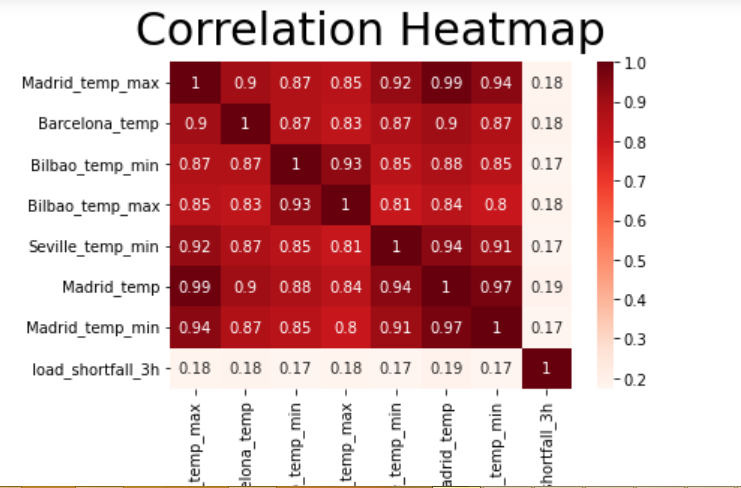 Correlation Heatmap
Madrid_temp_max 1 0.9 0.87 0.85 0.92 0.99 0.94 0.18
Barcelona_temp 0.9 1 0.87 0.83 0.87 0.9 0.87 0.18
Bilbao_temp_min 0.87 0.87 1 0.93 0.85 0.88 0.85 0.17
Bilbao_temp_max 0.85 0.83 0.93 1 0.81 0.84 0.8 0.18
Seville_temp_min 0.92 0.87 0.85 0.81 1 0.94 0.91 0.17
Madrid_temp 0.99 0.9 0.88 0.84 0.94 1 0.97 0.19
Madrid_temp_min 0.94 0.87 0.85 0.8 0.91 0.97 1 0.17
load_shortfall_3h 0.18 0.18 0.17 0.18 0.17 0.19 0.17 1
_temp_max
elona_temp
_temp_min
_temp_max
_temp_min
adrid_temp
_temp_min
hortfall_3h
1.0
0.9
0.8
0.7
0.6
0.5
0.4
0.3
0.2